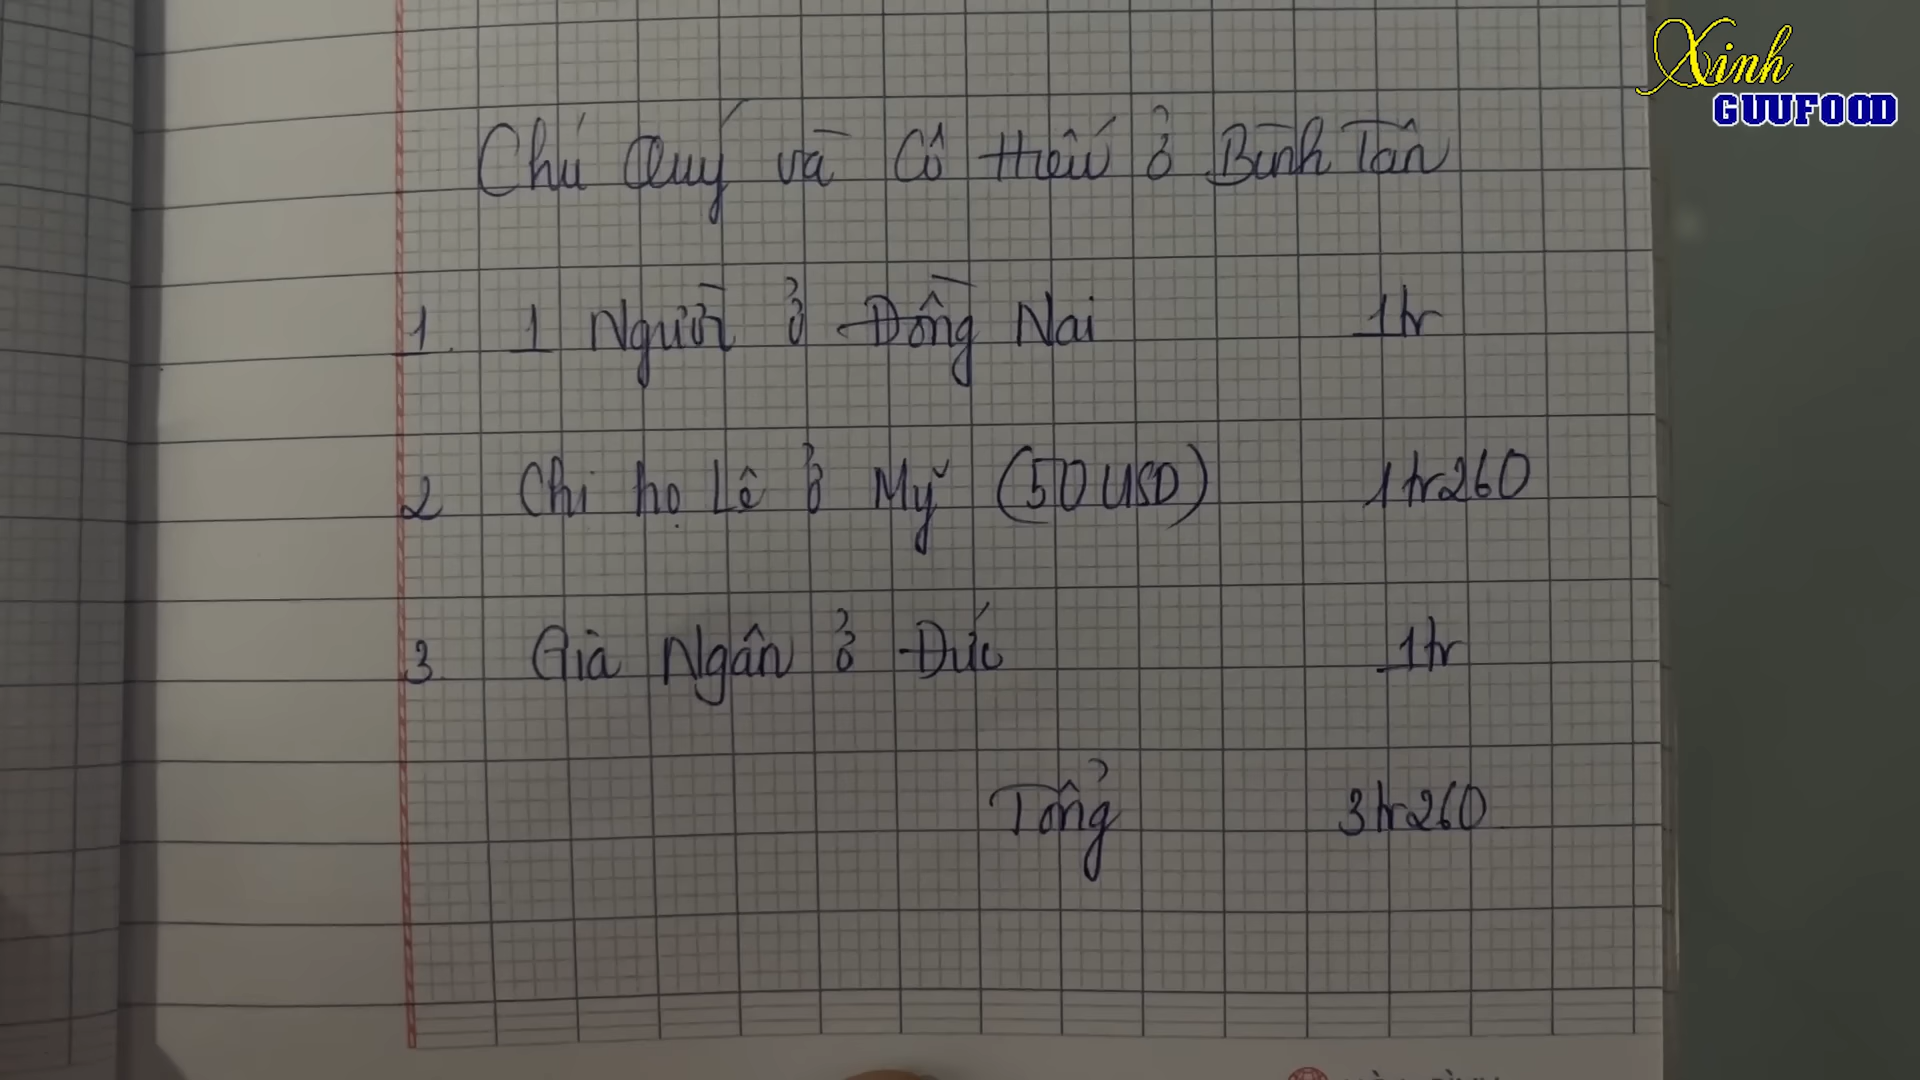 Xinh
GUUFOOD
Chú Quý và Cô Hiếu ở Bình Tân
1. 1 Người ở Đồng Nai 1tr
2 Chị họ Lê ở Mỹ (50 USD) 1tr260
3. Gia Ngân ở Đức 1tr
Tổng 3tr260